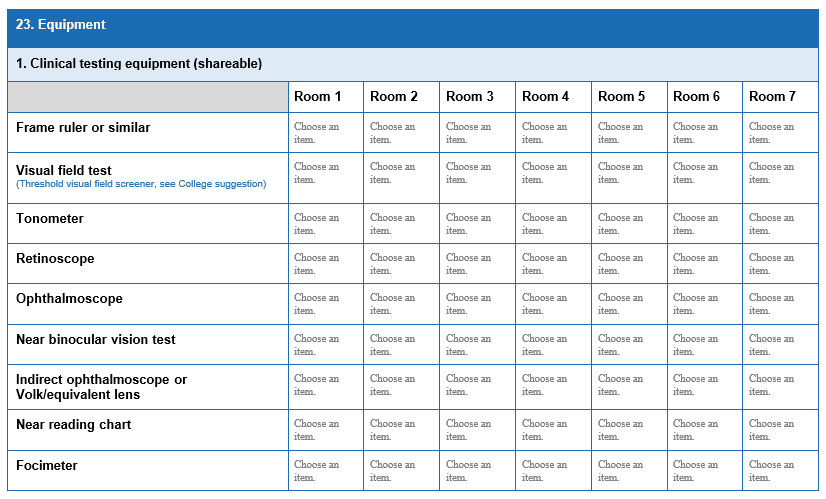 23. Equipment
1. Clinical testing equipment (shareable)
Room 1 Room 2 Room 3 Room 4 Room 5 Room 6 Room 7
Frame ruler or similar Choose an item. Choose an item. Choose an item. Choose an item. Choose an item. Choose an item. Choose an item.
Visual field test Choose an item. Choose an item. Choose an item. Choose an item. Choose an item. Choose an item. Choose an item.
(Threshold visual field screener, see College suggestion)
Tonometer Choose an item. Choose an item. Choose an item. Choose an item. Choose an item. Choose an item. Choose an item.
Retinoscope Choose an item. Choose an item. Choose an item. Choose an item. Choose an item. Choose an item. Choose an item.
Ophthalmoscope Choose an item. Choose an item. Choose an item. Choose an item. Choose an item. Choose an item. Choose an item.
Near binocular vision test Choose an item. Choose an item. Choose an item. Choose an item. Choose an item. Choose an item. Choose an item.
Indirect ophthalmoscope or
Volk/equivalent lens Choose an item. Choose an item. Choose an item. Choose an item. Choose an item. Choose an item. Choose an item.
Near reading chart Choose an item. Choose an item. Choose an item. Choose an item. Choose an item. Choose an item. Choose an item.
Focimeter Choose an item. Choose an item. Choose an item. Choose an item. Choose an item. Choose an item. Choose an item.